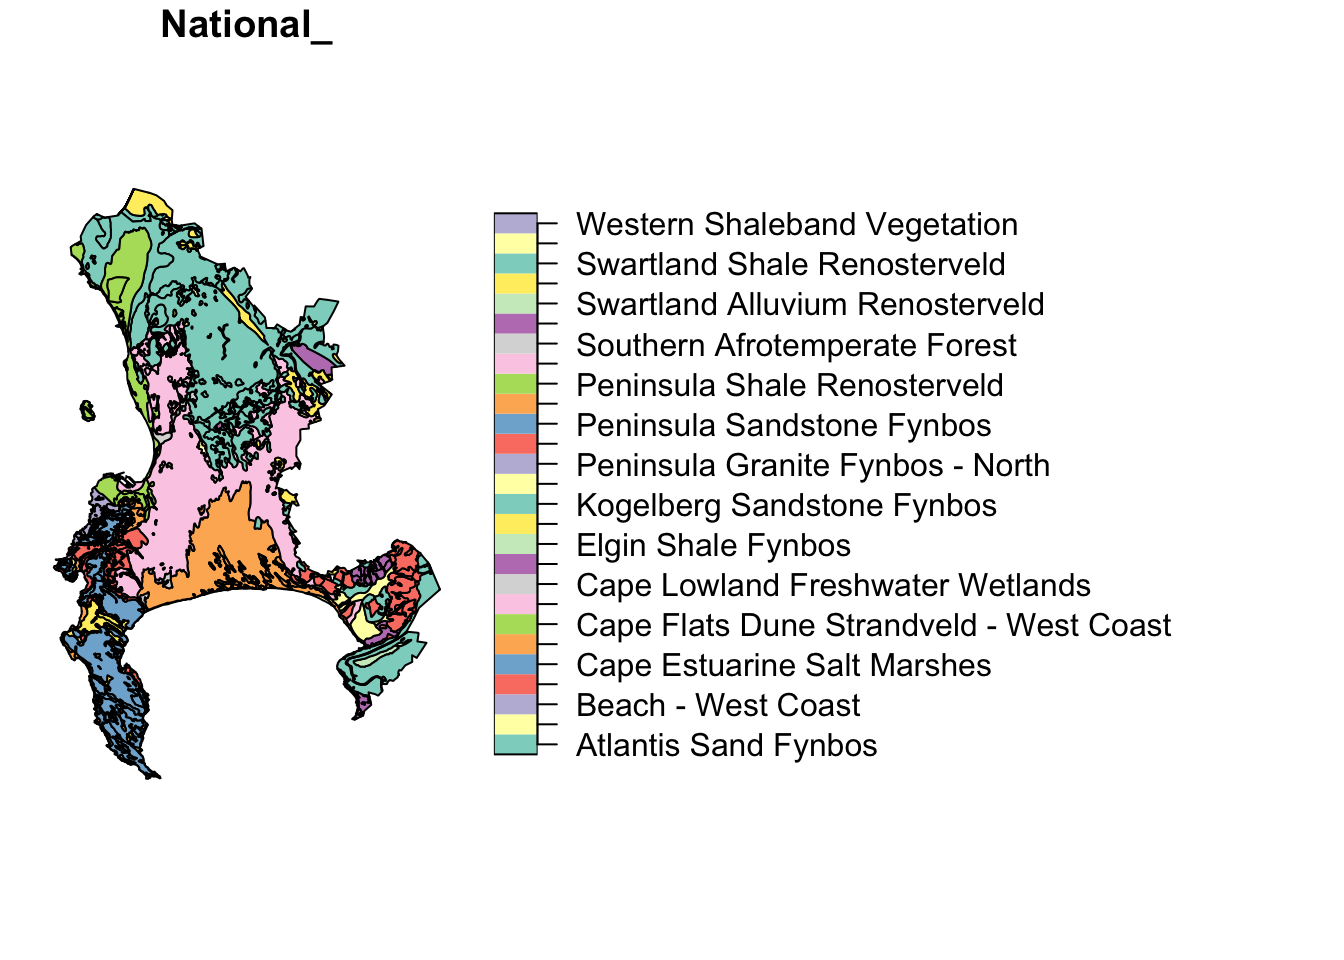 National_
Western Shaleband Vegetation
Swartland Shale Renosterveld
Swartland Alluvium Renosterveld
Southern Afrotemperate Forest
Peninsula Shale Renosterveld
Peninsula Sandstone Fynbos
Peninsula Granite Fynbos - North
Kogelberg Sandstone Fynbos
Elgin Shale Fynbos
Cape Lowland Freshwater Wetlands
Cape Flats Dune Strandveld - West Coast
Cape Estuarine Salt Marshes
Beach - West Coast
Atlantis Sand Fynbos